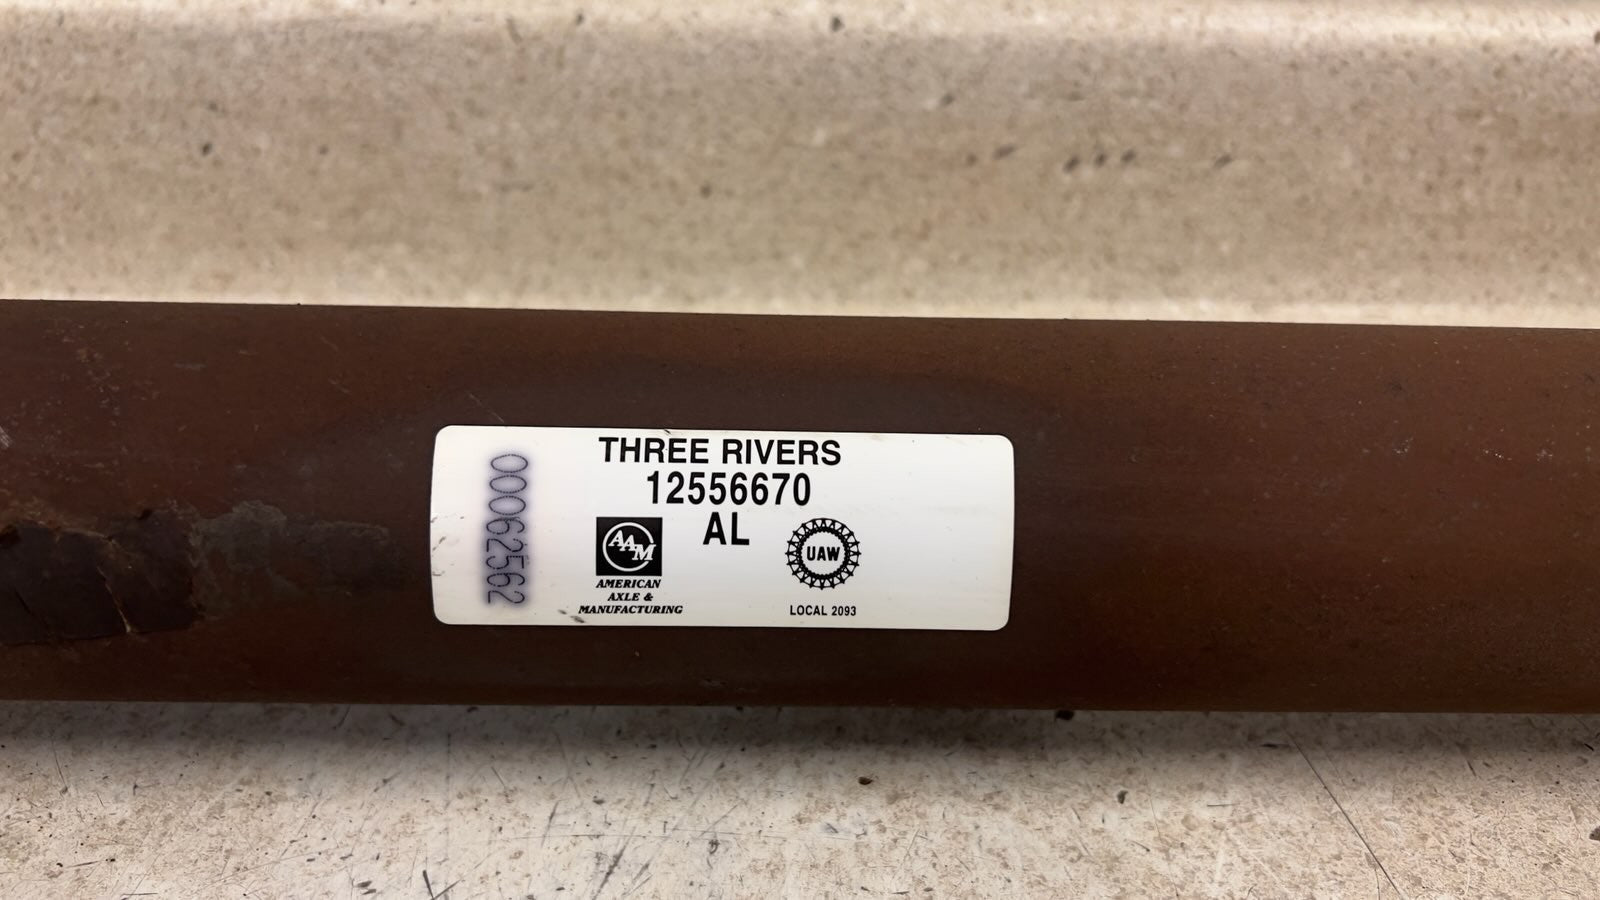 THREE RIVERS
12556670
AL
00062562
AAM
AMERICAN
AXLE &
MANUFACTURING
UAW
LOCAL 2093